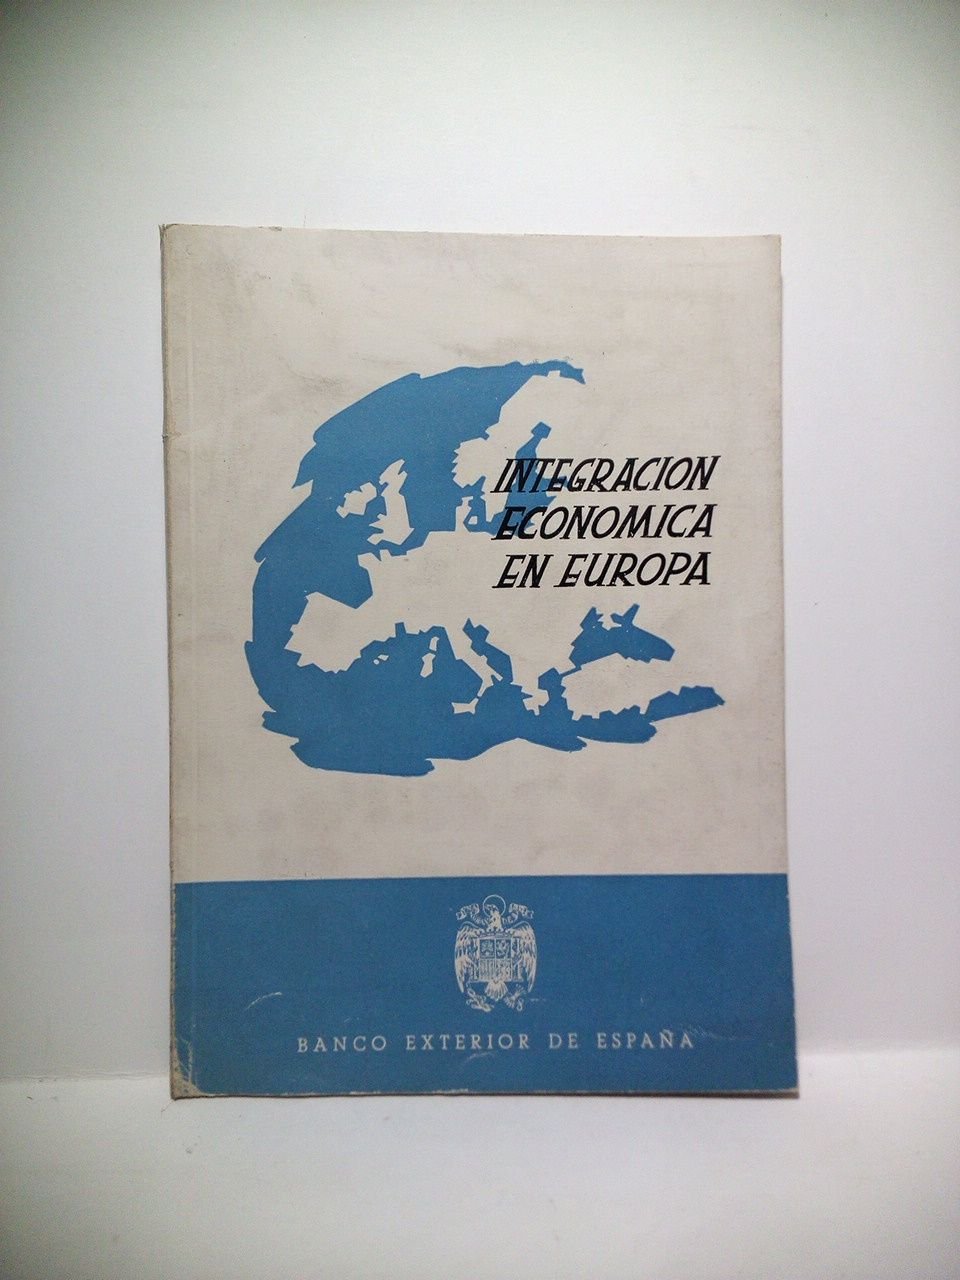 INTEGRACION
ECONOMICA
EN EUROPA
BANCO EXTERIOR DE ESPAÑA